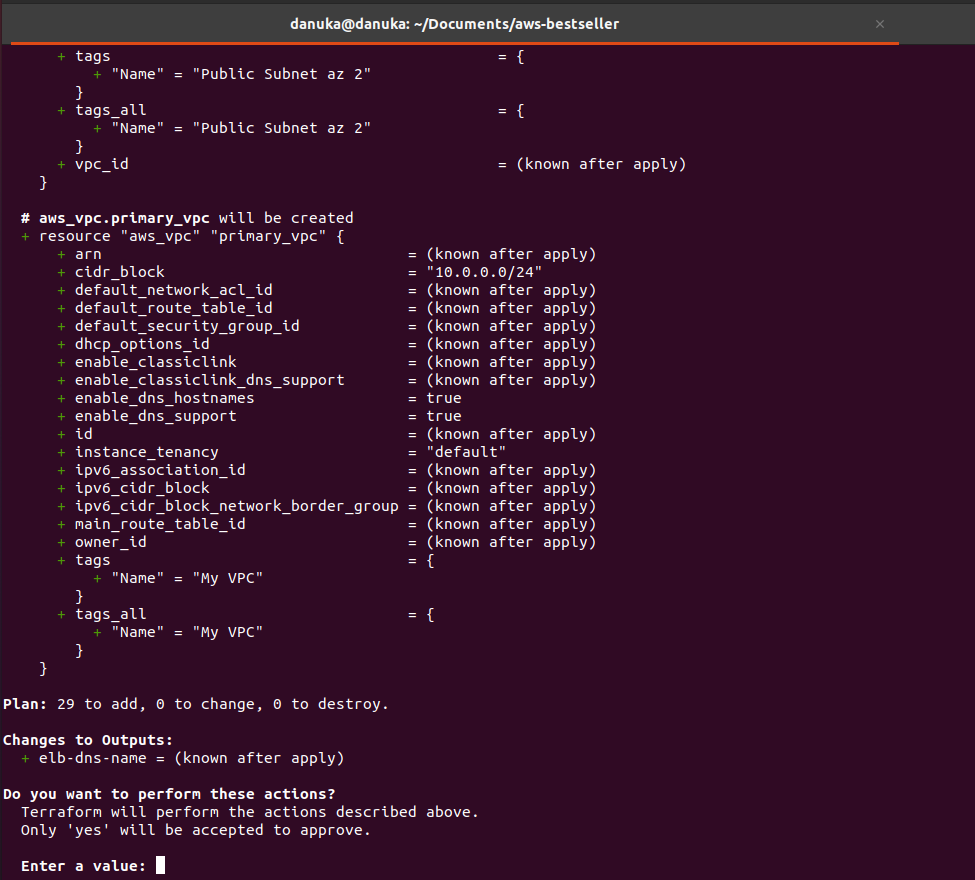 danuka@danuka: ~/Documents/aws-bestseller ×
      + tags                                           = {
          + "Name" = "Public Subnet az 2"
        }
      + tags_all                                       = {
          + "Name" = "Public Subnet az 2"
        }
      + vpc_id                                         = (known after apply)
    }

  # aws_vpc.primary_vpc will be created
  + resource "aws_vpc" "primary_vpc" {
      + arn                                  = (known after apply)
      + cidr_block                           = "10.0.0.0/24"
      + default_network_acl_id               = (known after apply)
      + default_route_table_id               = (known after apply)
      + default_security_group_id            = (known after apply)
      + dhcp_options_id                      = (known after apply)
      + enable_classiclink                   = (known after apply)
      + enable_classiclink_dns_support       = (known after apply)
      + enable_dns_hostnames                 = true
      + enable_dns_support                   = true
      + id                                   = (known after apply)
      + instance_tenancy                     = "default"
      + ipv6_association_id                  = (known after apply)
      + ipv6_cidr_block                      = (known after apply)
      + ipv6_cidr_block_network_border_group = (known after apply)
      + main_route_table_id                  = (known after apply)
      + owner_id                             = (known after apply)
      + tags                                 = {
          + "Name" = "My VPC"
        }
      + tags_all                             = {
          + "Name" = "My VPC"
        }
    }

Plan: 29 to add, 0 to change, 0 to destroy.

Changes to Outputs:
  + elb-dns-name = (known after apply)

Do you want to perform these actions?
  Terraform will perform the actions described above.
  Only 'yes' will be accepted to approve.

  Enter a value: